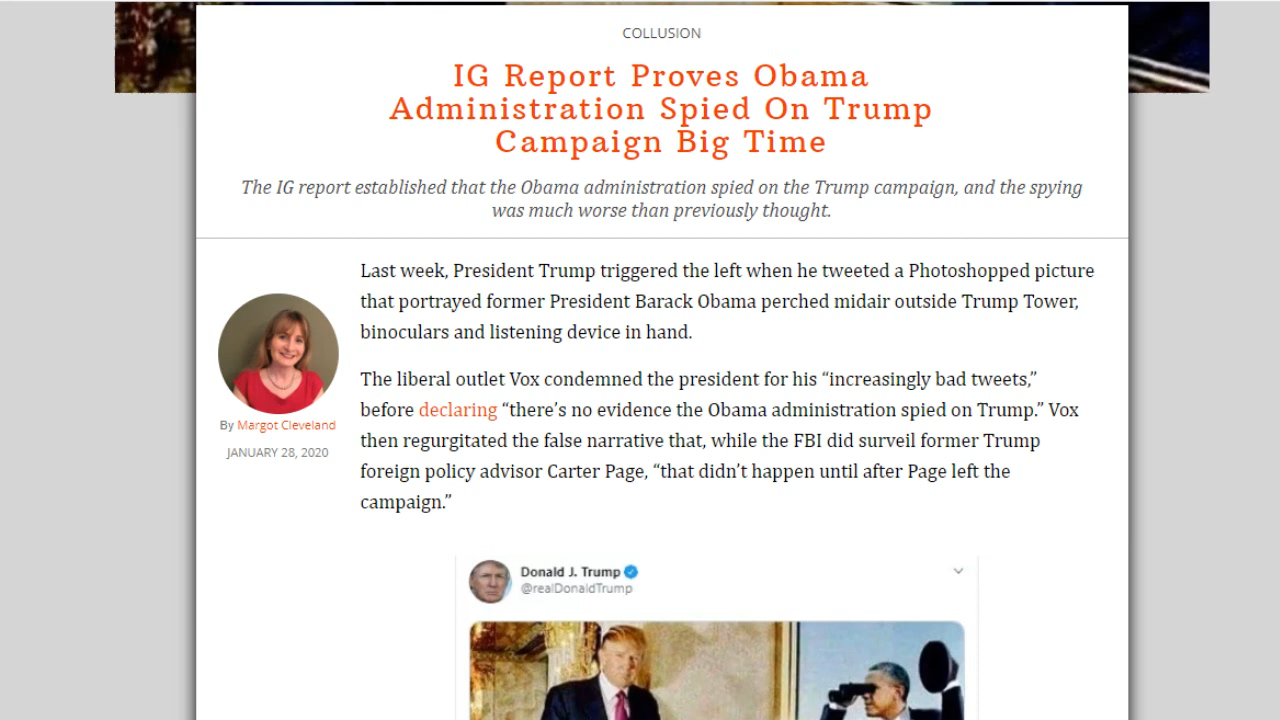 COLLUSION
IG Report Proves Obama
Administration Spied On Trump
Campaign Big Time
The IG report established that the Obama administration spied on the Trump campaign, and the spying
was much worse than previously thought.
Last week, President Trump triggered the left when he tweeted a Photoshopped picture
that portrayed former President Barack Obama perched midair outside Trump Tower,
binoculars and listening device in hand.
By Margot Cleveland
JANUARY 28, 2020
The liberal outlet Vox condemned the president for his “increasingly bad tweets,”
before declaring “there’s no evidence the Obama administration spied on Trump.” Vox
then regurgitated the false narrative that, while the FBI did surveil former Trump
foreign policy advisor Carter Page, “that didn’t happen until after Page left the
campaign.”
Donald J. Trump
@realDonaldTrump